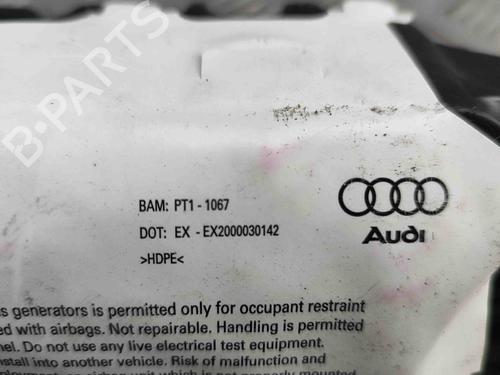 B-PARTS
BAM: PT1 - 1067
DOT: EX - EX2000030142
>HDPE<
Audi
s generators is permitted only for occupant restraint
ed with airbags. Not repairable. Handling is permitted
nel. Do not use any live electrical test equipment.
nstall into another vehicle. Risk of malfunction and